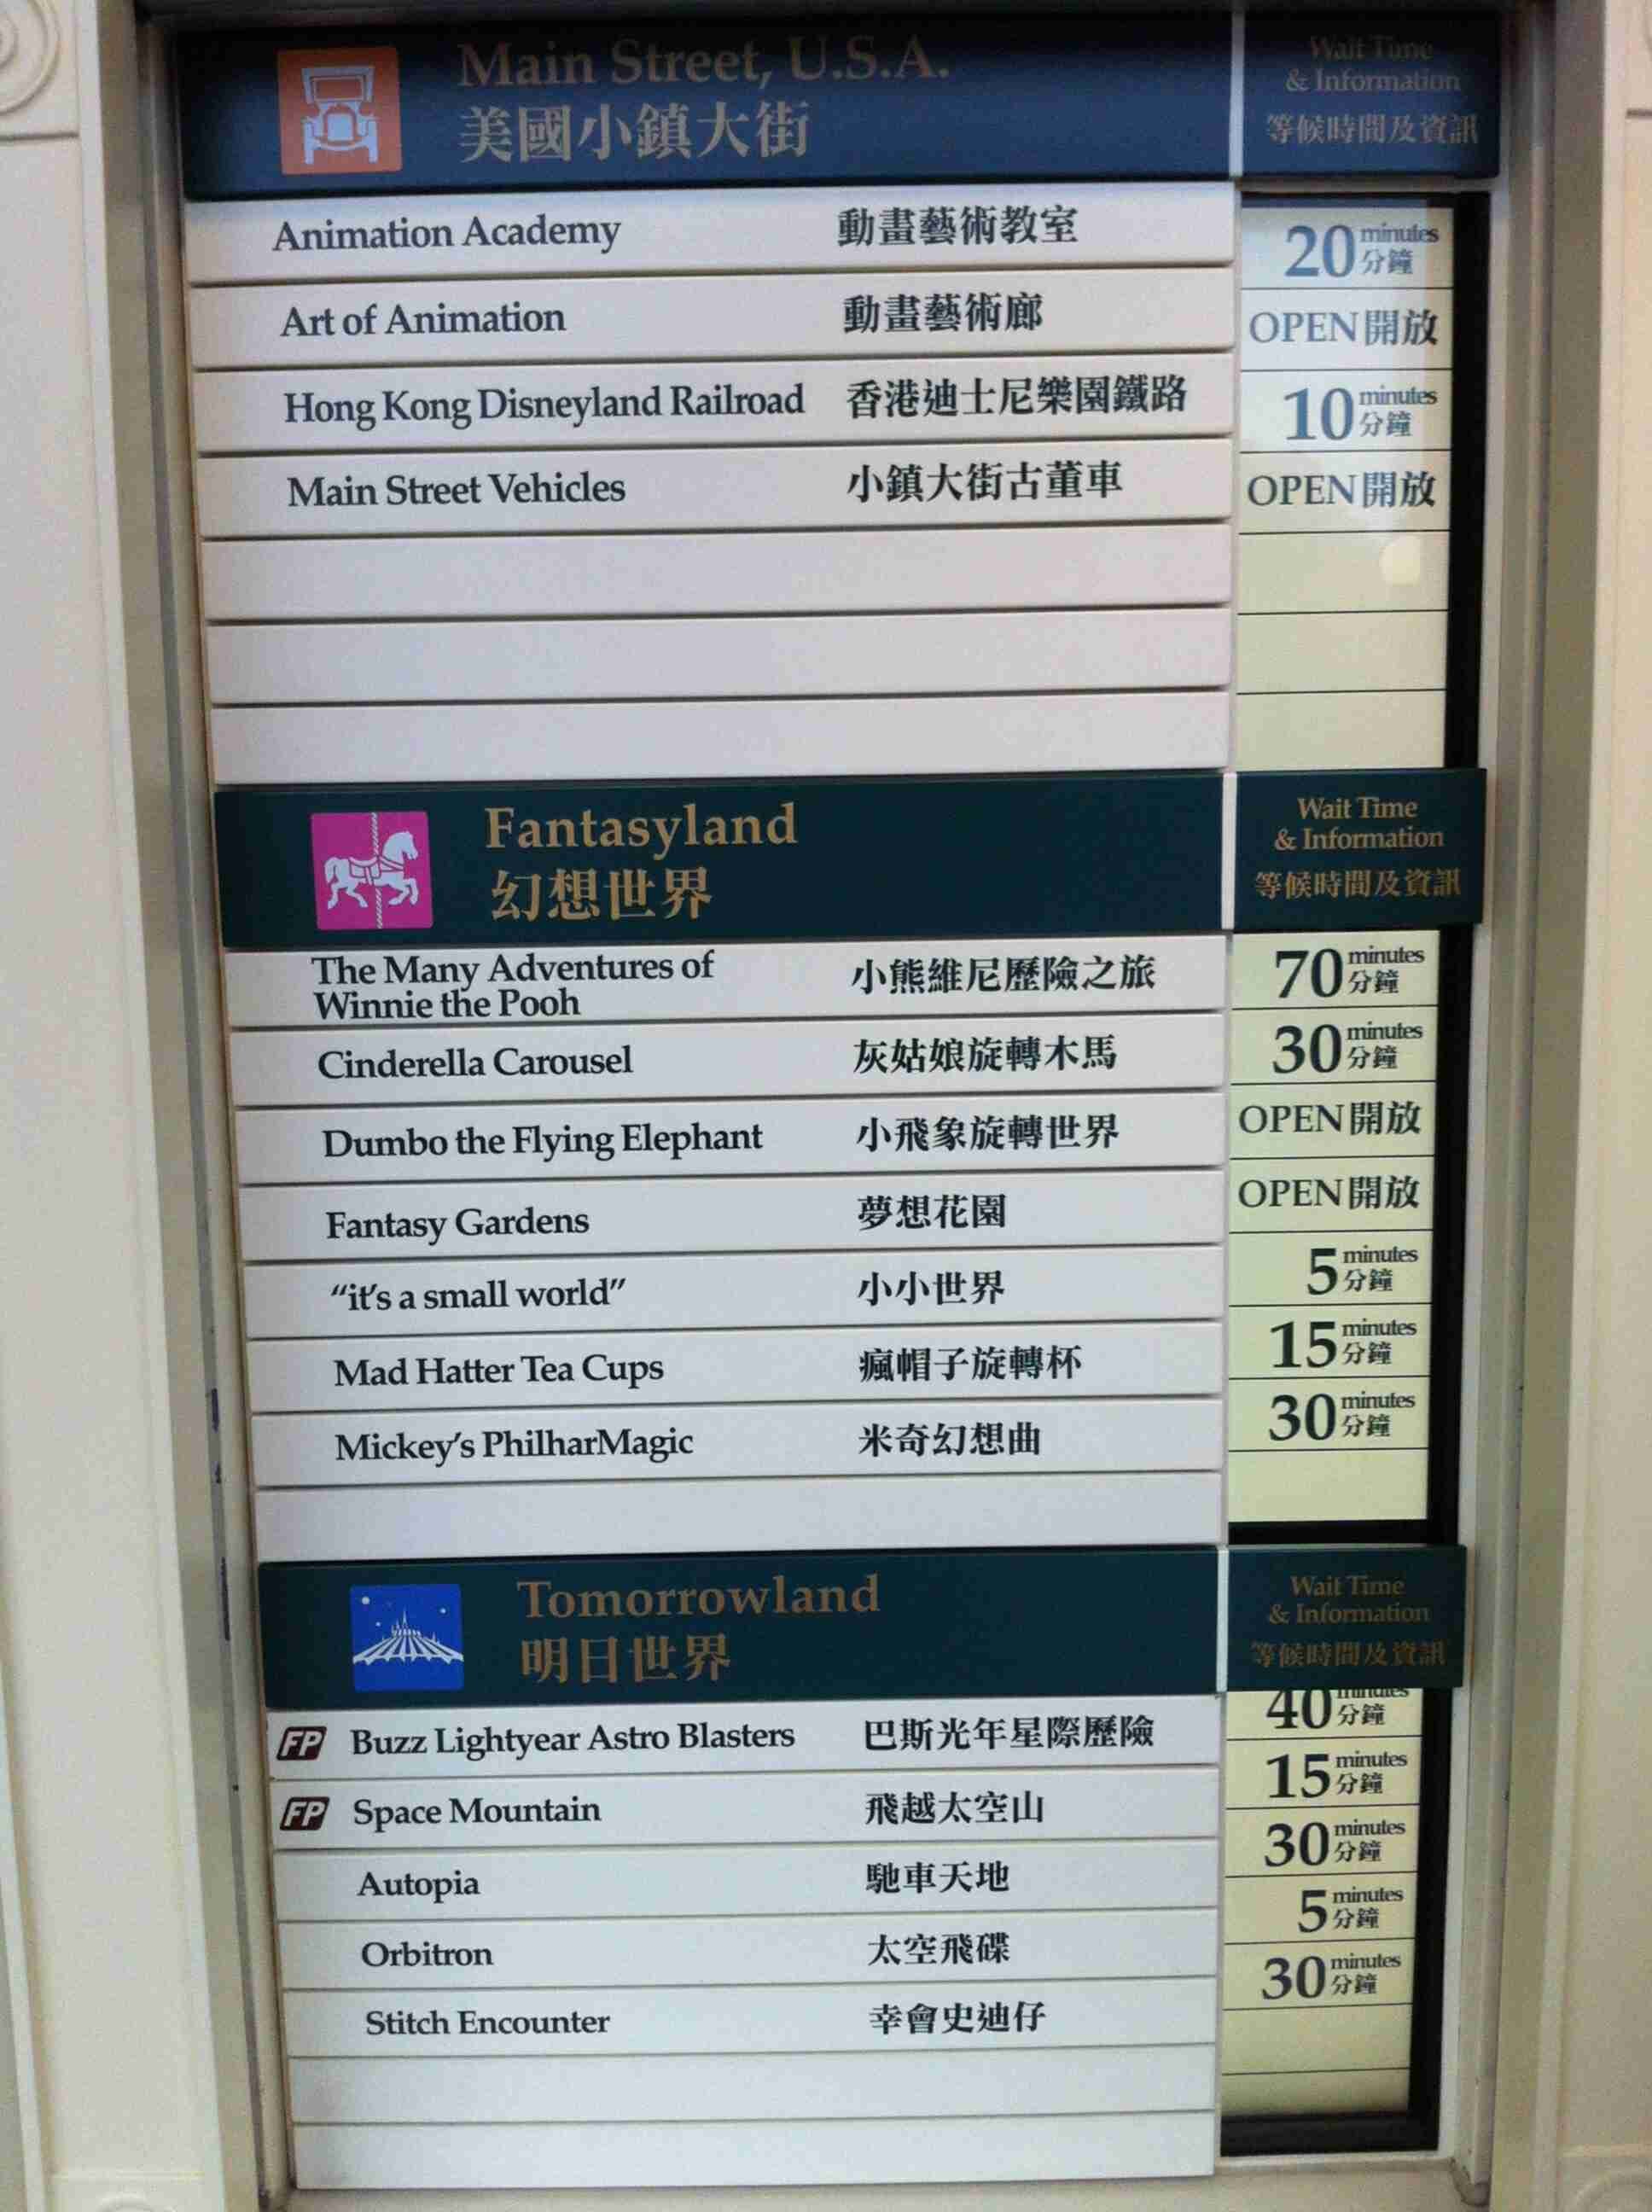 Main Street, U.S.A.
美國小鎮大街
Wait Time
& Information
等候時間及資訊
Animation Academy 動畫藝術教室 20 minutes 分鐘
Art of Animation 動畫藝術廊 OPEN 開放
Hong Kong Disneyland Railroad 香港迪士尼樂園鐵路 10 minutes 分鐘
Main Street Vehicles 小鎮大街古董車 OPEN 開放
Fantasyland
幻想世界
Wait Time
& Information
等候時間及資訊
The Many Adventures of
Winnie the Pooh 小熊維尼歷險之旅 70 minutes 分鐘
Cinderella Carousel 灰姑娘旋轉木馬 30 minutes 分鐘
Dumbo the Flying Elephant 小飛象旋轉世界 OPEN 開放
Fantasy Gardens 夢想花園 OPEN 開放
“it's a small world” 小小世界 5 minutes 分鐘
Mad Hatter Tea Cups 瘋帽子旋轉杯 15 minutes 分鐘
Mickey's PhilharMagic 米奇幻想曲 30 minutes 分鐘
Tomorrowland
明日世界
Wait Time
& Information
等候時間及資訊
FP Buzz Lightyear Astro Blasters 巴斯光年星際歷險 40 minutes 分鐘
FP Space Mountain 飛越太空山 15 minutes 分鐘
Autopia 馳車天地 30 minutes 分鐘
Orbitron 太空飛碟 5 minutes 分鐘
Stitch Encounter 幸會史迪仔 30 minutes 分鐘